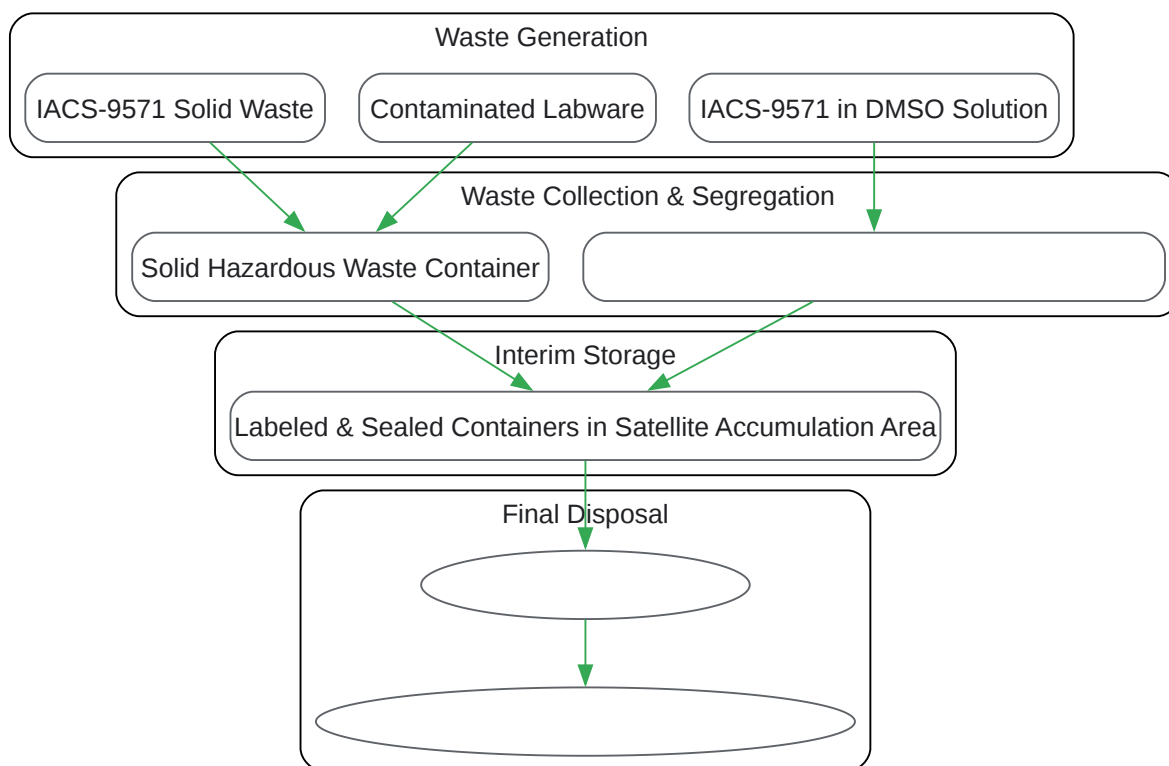 Waste Generation
IACS-9571 Solid Waste
Contaminated Labware
IACS-9571 in DMSO Solution
Waste Collection & Segregation
Solid Hazardous Waste Container
Interim Storage
Labeled & Sealed Containers in Satellite Accumulation Area
Final Disposal